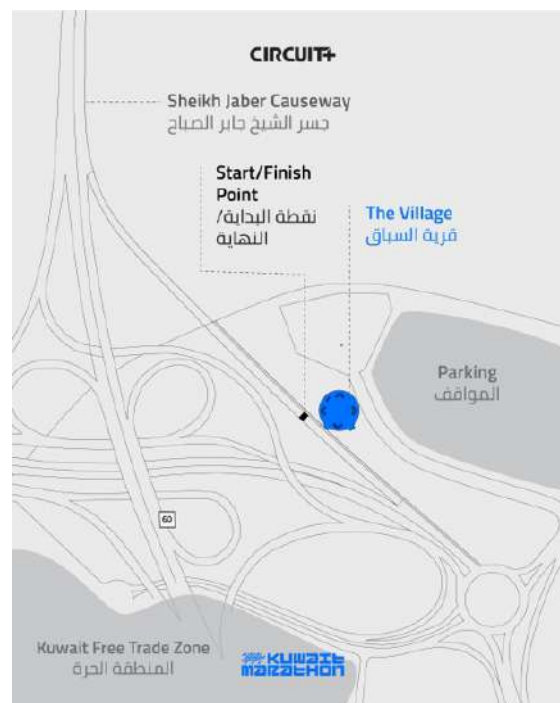 CIRCUIT+
Sheikh Jaber Causeway
جسر الشيخ جابر الصباح
Start/Finish
Point
نقطة البداية/
النهاية
The Village
قرية السباق
Parking
المواقف
60
Kuwait Free Trade Zone
المنطقة الحرة
KUWAIT
MARATHON